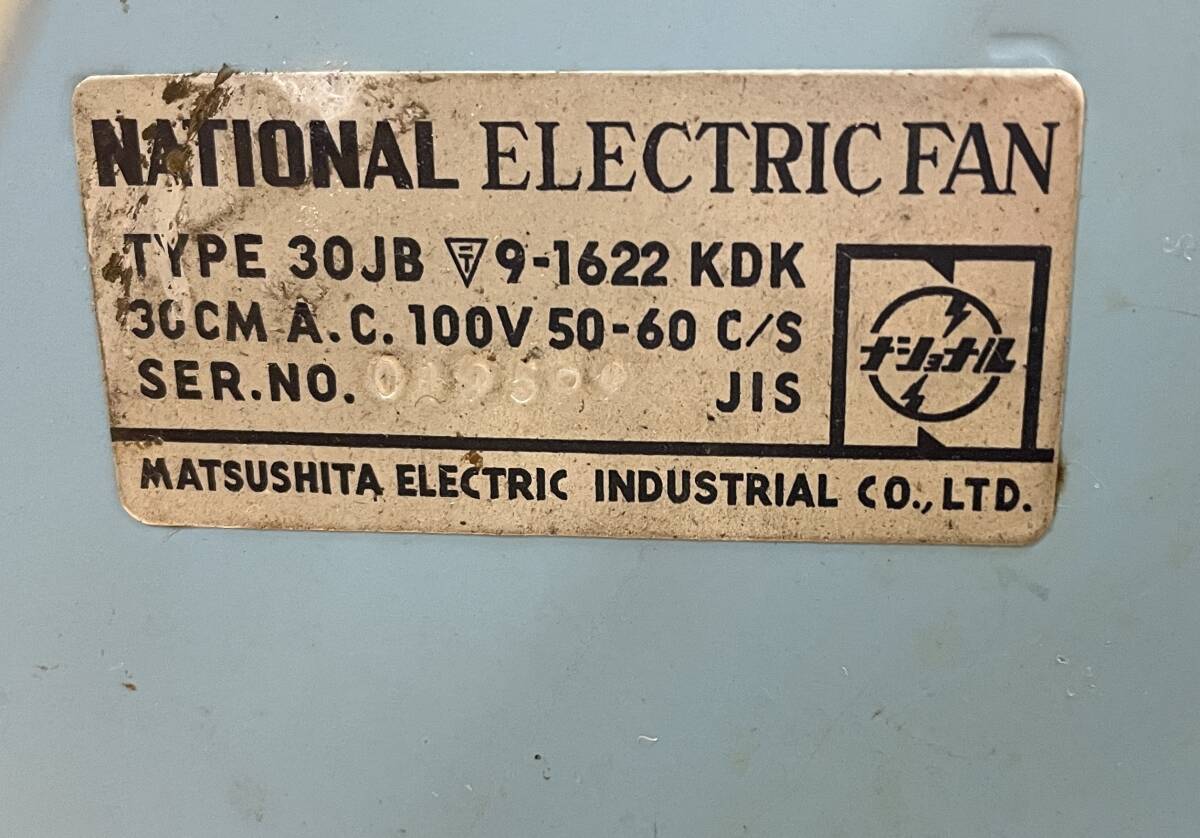 NATIONAL ELECTRIC FAN
TYPE 30JB 〒 9-1622 KDK
30CM A.C. 100V 50-60 C/S
SER.NO.
JIS
ナショナル
MATSUSHITA ELECTRIC INDUSTRIAL CO.,LTD.